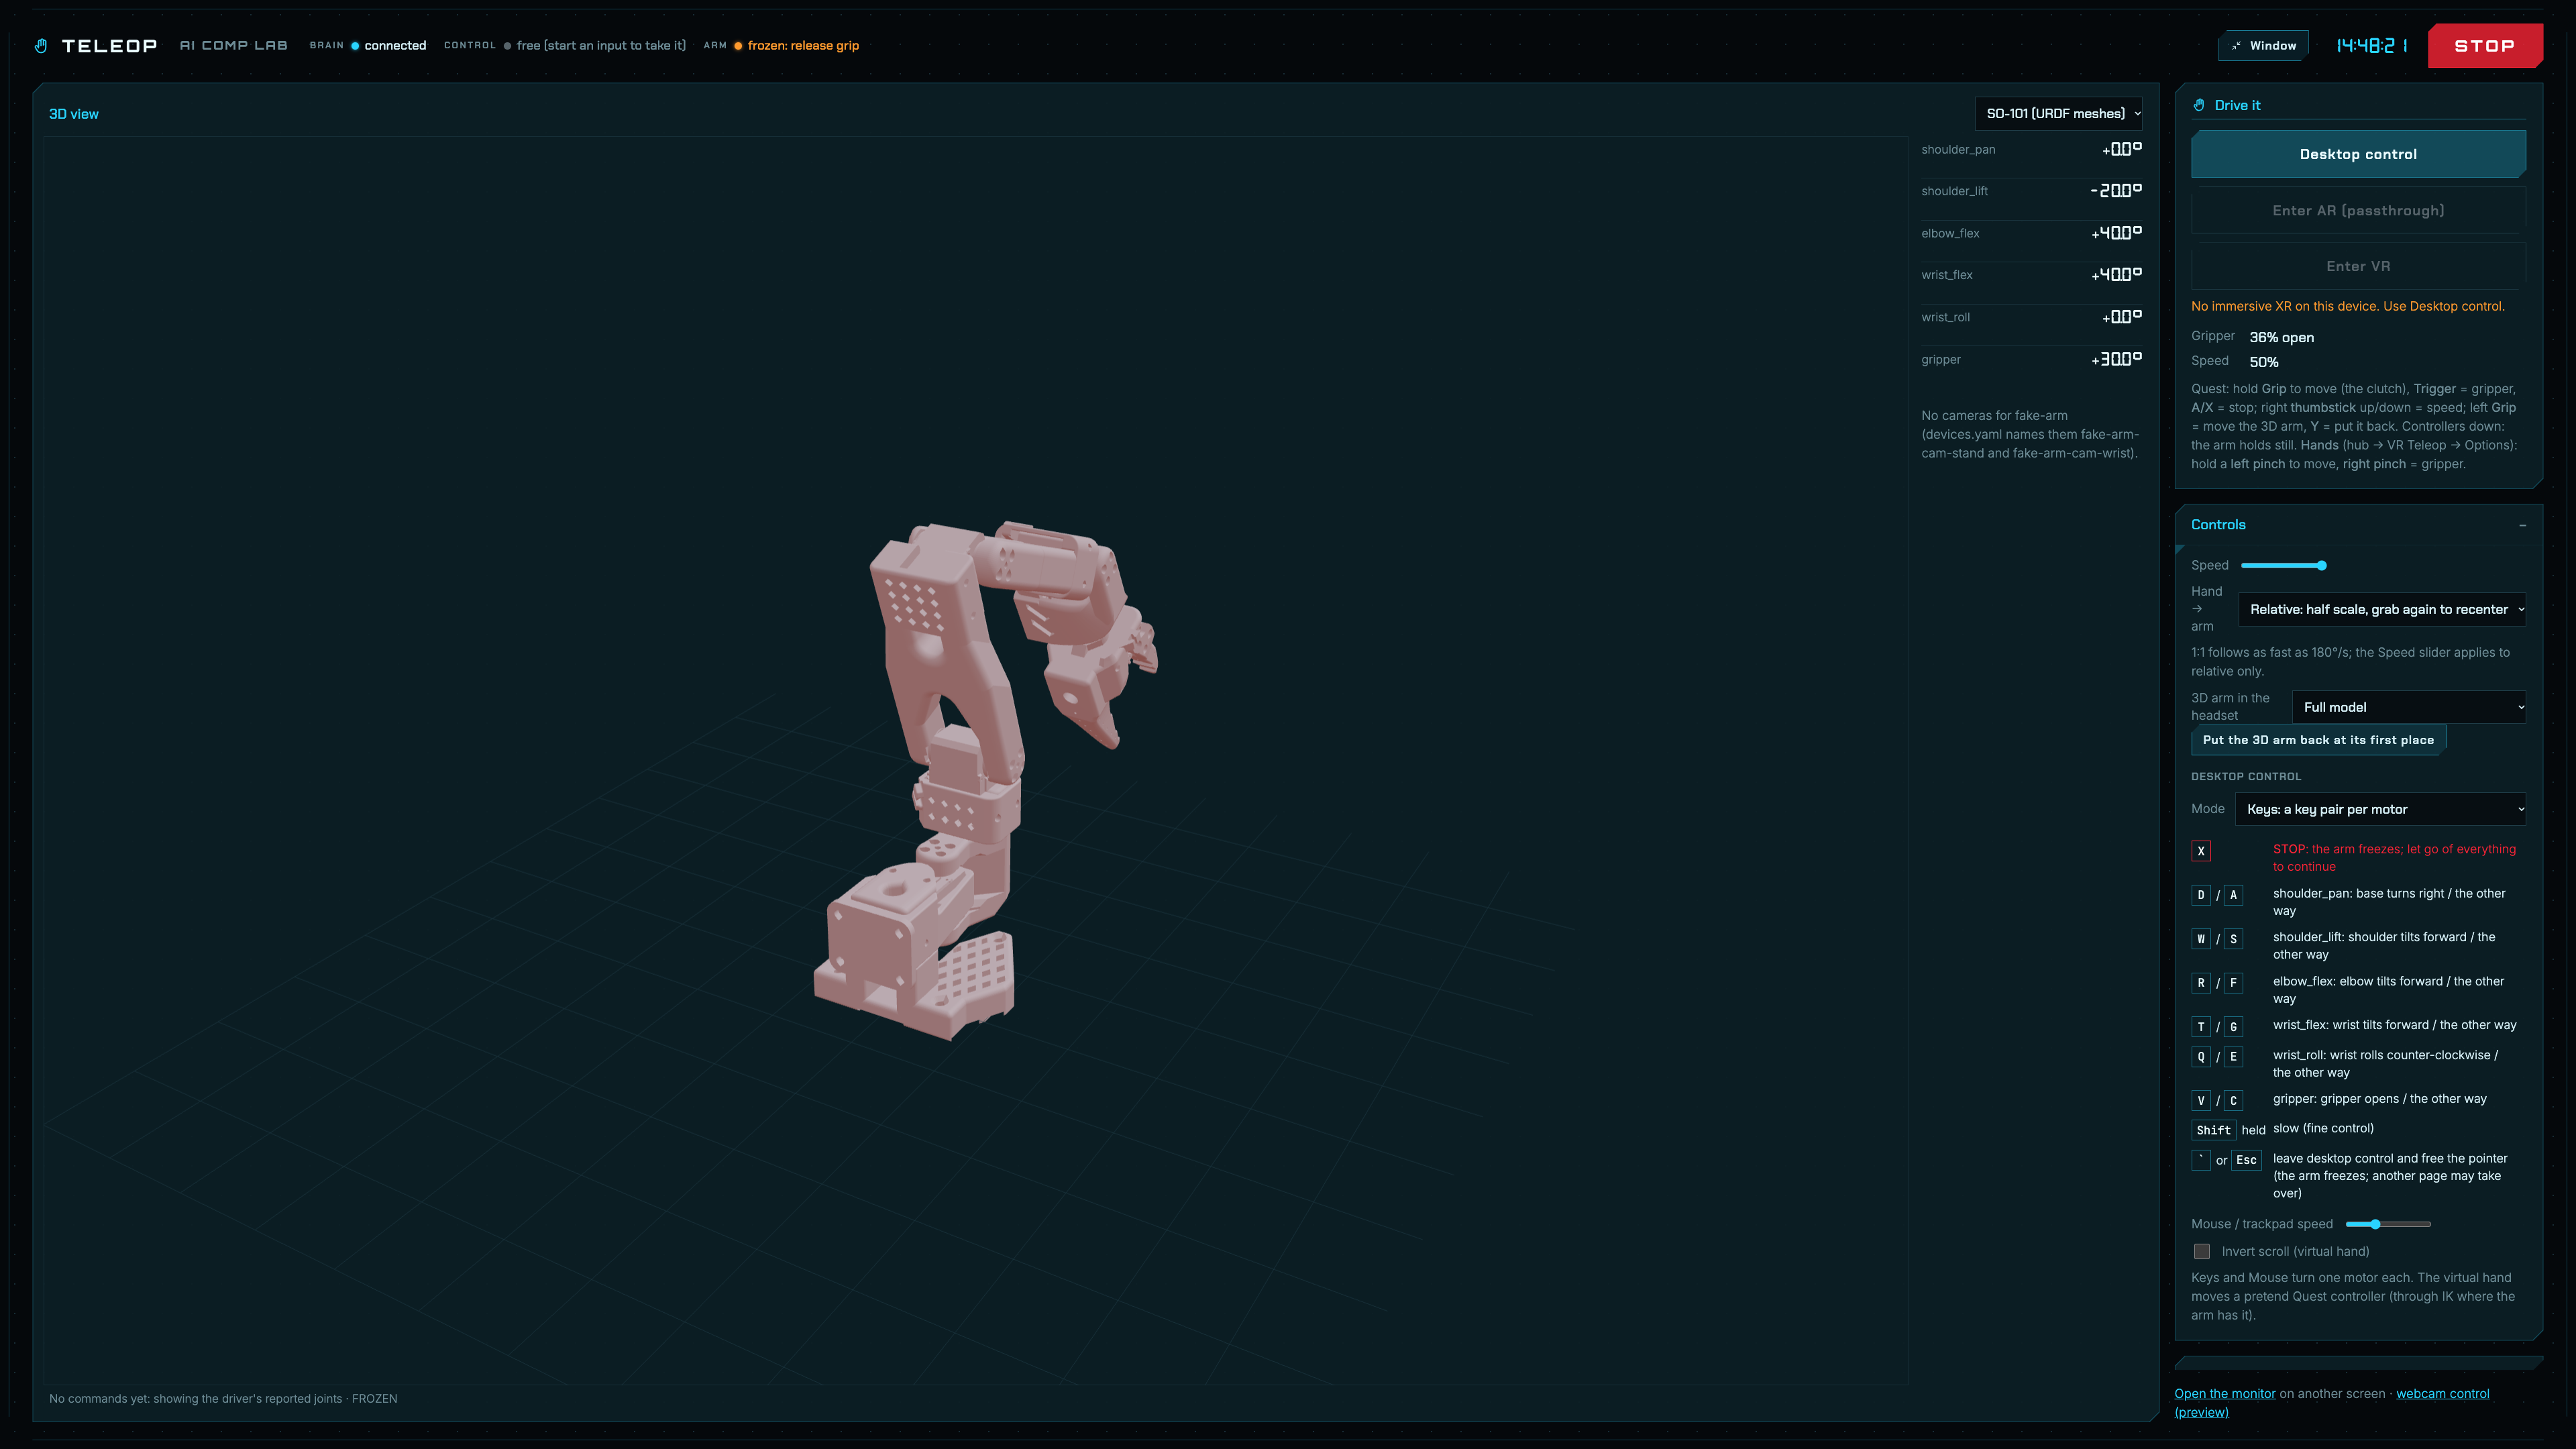 TELEOP AI COMP LAB BRAIN connected CONTROL free (start an input to take it) ARM frozen: release grip Window 14:48:21 STOP
3D view
SO-101 (URDF meshes)
shoulder_pan +0.0°
shoulder_lift -20.0°
elbow_flex +40.0°
wrist_flex +40.0°
wrist_roll +0.0°
gripper +30.0°
No cameras for fake-arm
(devices.yaml names them fake-arm-
cam-stand and fake-arm-cam-wrist).
No commands yet: showing the driver's reported joints · FROZEN
Drive it
Desktop control
Enter AR (passthrough)
Enter VR
No immersive XR on this device. Use Desktop control.
Gripper 36% open
Speed 50%
Quest: hold Grip to move (the clutch), Trigger = gripper,
A/X = stop; right thumbstick up/down = speed; left Grip
= move the 3D arm, Y = put it back. Controllers down:
the arm holds still. Hands (hub → VR Teleop → Options):
hold a left pinch to move, right pinch = gripper.
Controls –
Speed
Hand
→
arm
Relative: half scale, grab again to recenter
1:1 follows as fast as 180°/s; the Speed slider applies to
relative only.
3D arm in the
headset
Full model
Put the 3D arm back at its first place
DESKTOP CONTROL
Mode Keys: a key pair per motor
X STOP: the arm freezes; let go of everything
to continue
D / A shoulder_pan: base turns right / the other
way
W / S shoulder_lift: shoulder tilts forward / the
other way
R / F elbow_flex: elbow tilts forward / the other
way
T / G wrist_flex: wrist tilts forward / the other way
Q / E wrist_roll: wrist rolls counter-clockwise /
the other way
V / C gripper: gripper opens / the other way
Shift held slow (fine control)
` or Esc leave desktop control and free the pointer
(the arm freezes; another page may take
over)
Mouse / trackpad speed
Invert scroll (virtual hand)
Keys and Mouse turn one motor each. The virtual hand
moves a pretend Quest controller (through IK where the
arm has it).
Open the monitor on another screen · webcam control
(preview)